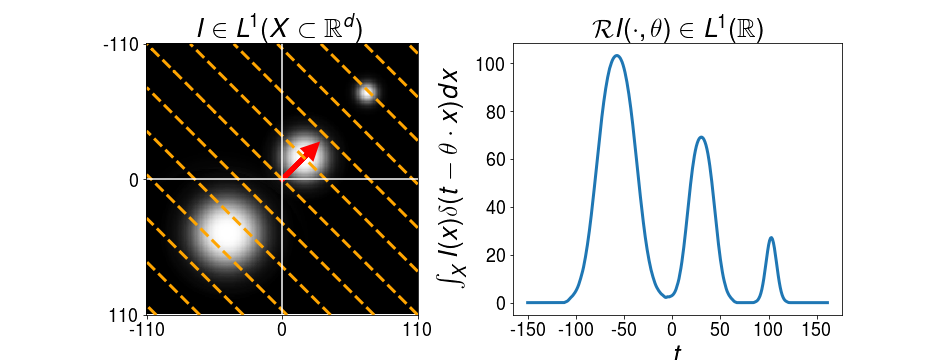 I ∈ L¹(X ⊂ ℝᵈ)
-110
0
110
-110 0 110
ℛI(·, θ) ∈ L¹(ℝ)
∫_X I(x)δ(t − θ · x)dx
100
80
60
40
20
0
-150 -100 -50 0 50 100 150
t